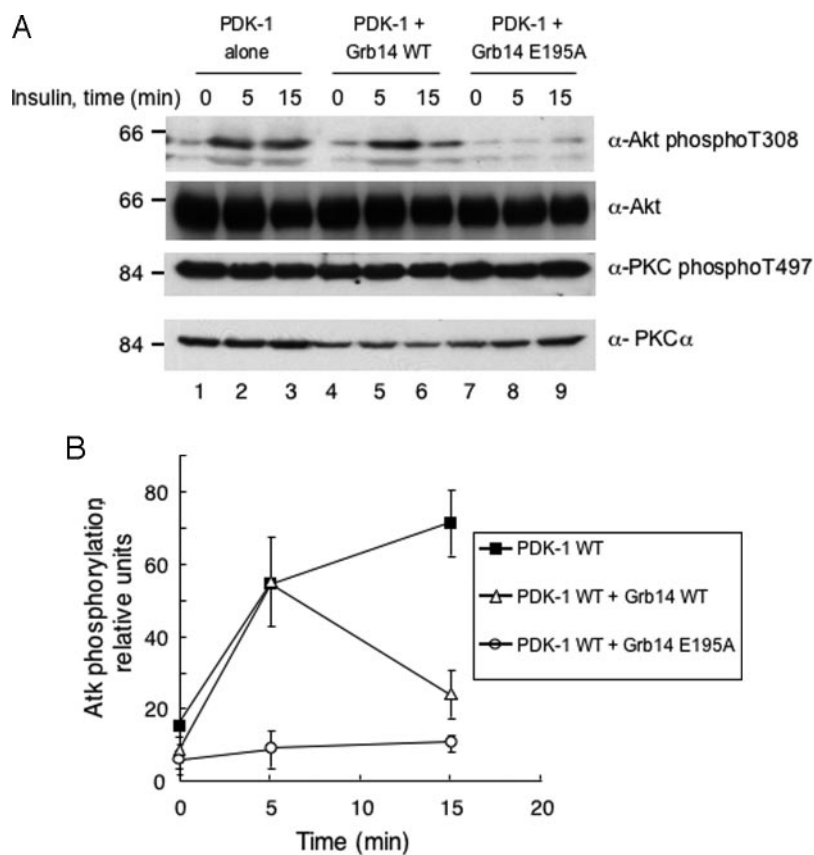 A
PDK-1 alone
PDK-1 + Grb14 WT
PDK-1 + Grb14 E195A
Insulin, time (min) 0 5 15 0 5 15 0 5 15
66 α-Akt phosphoT308
66 α-Akt
84 α-PKC phosphoT497
84 α- PKCα
1 2 3 4 5 6 7 8 9
B
Atk phosphorylation, relative units
80
60
40
20
0
0 5 10 15 20
Time (min)
PDK-1 WT
PDK-1 WT + Grb14 WT
PDK-1 WT + Grb14 E195A